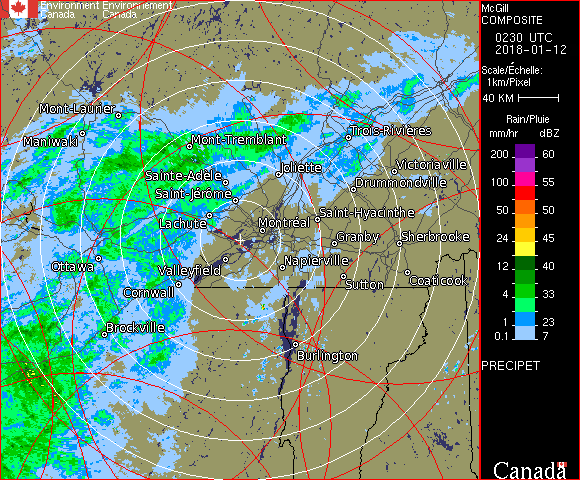 Environment Environnement
Canada Canada
Mont-Laurier
Maniwaki
Mont-Tremblant
Trois-Rivières
Joliette
Victoriaville
Sainte-Adèle
Drummondville
Saint-Jérôme
Saint-Hyacinthe
Lachute
Montréal
Granby
Sherbrooke
Ottawa
Valleyfield
Napierville
Coaticook
Sutton
Cornwall
Brockville
Burlington
McGill
COMPOSITE
0230 UTC
2018-01-12
Scale/Échelle:
1km/Pixel
40 KM
Rain/Pluie
mm/hr dBZ
200 60
150 57
100 55
50 50
24 45
12 40
4 33
1 23
0.1 7
PRECIPET
Canada